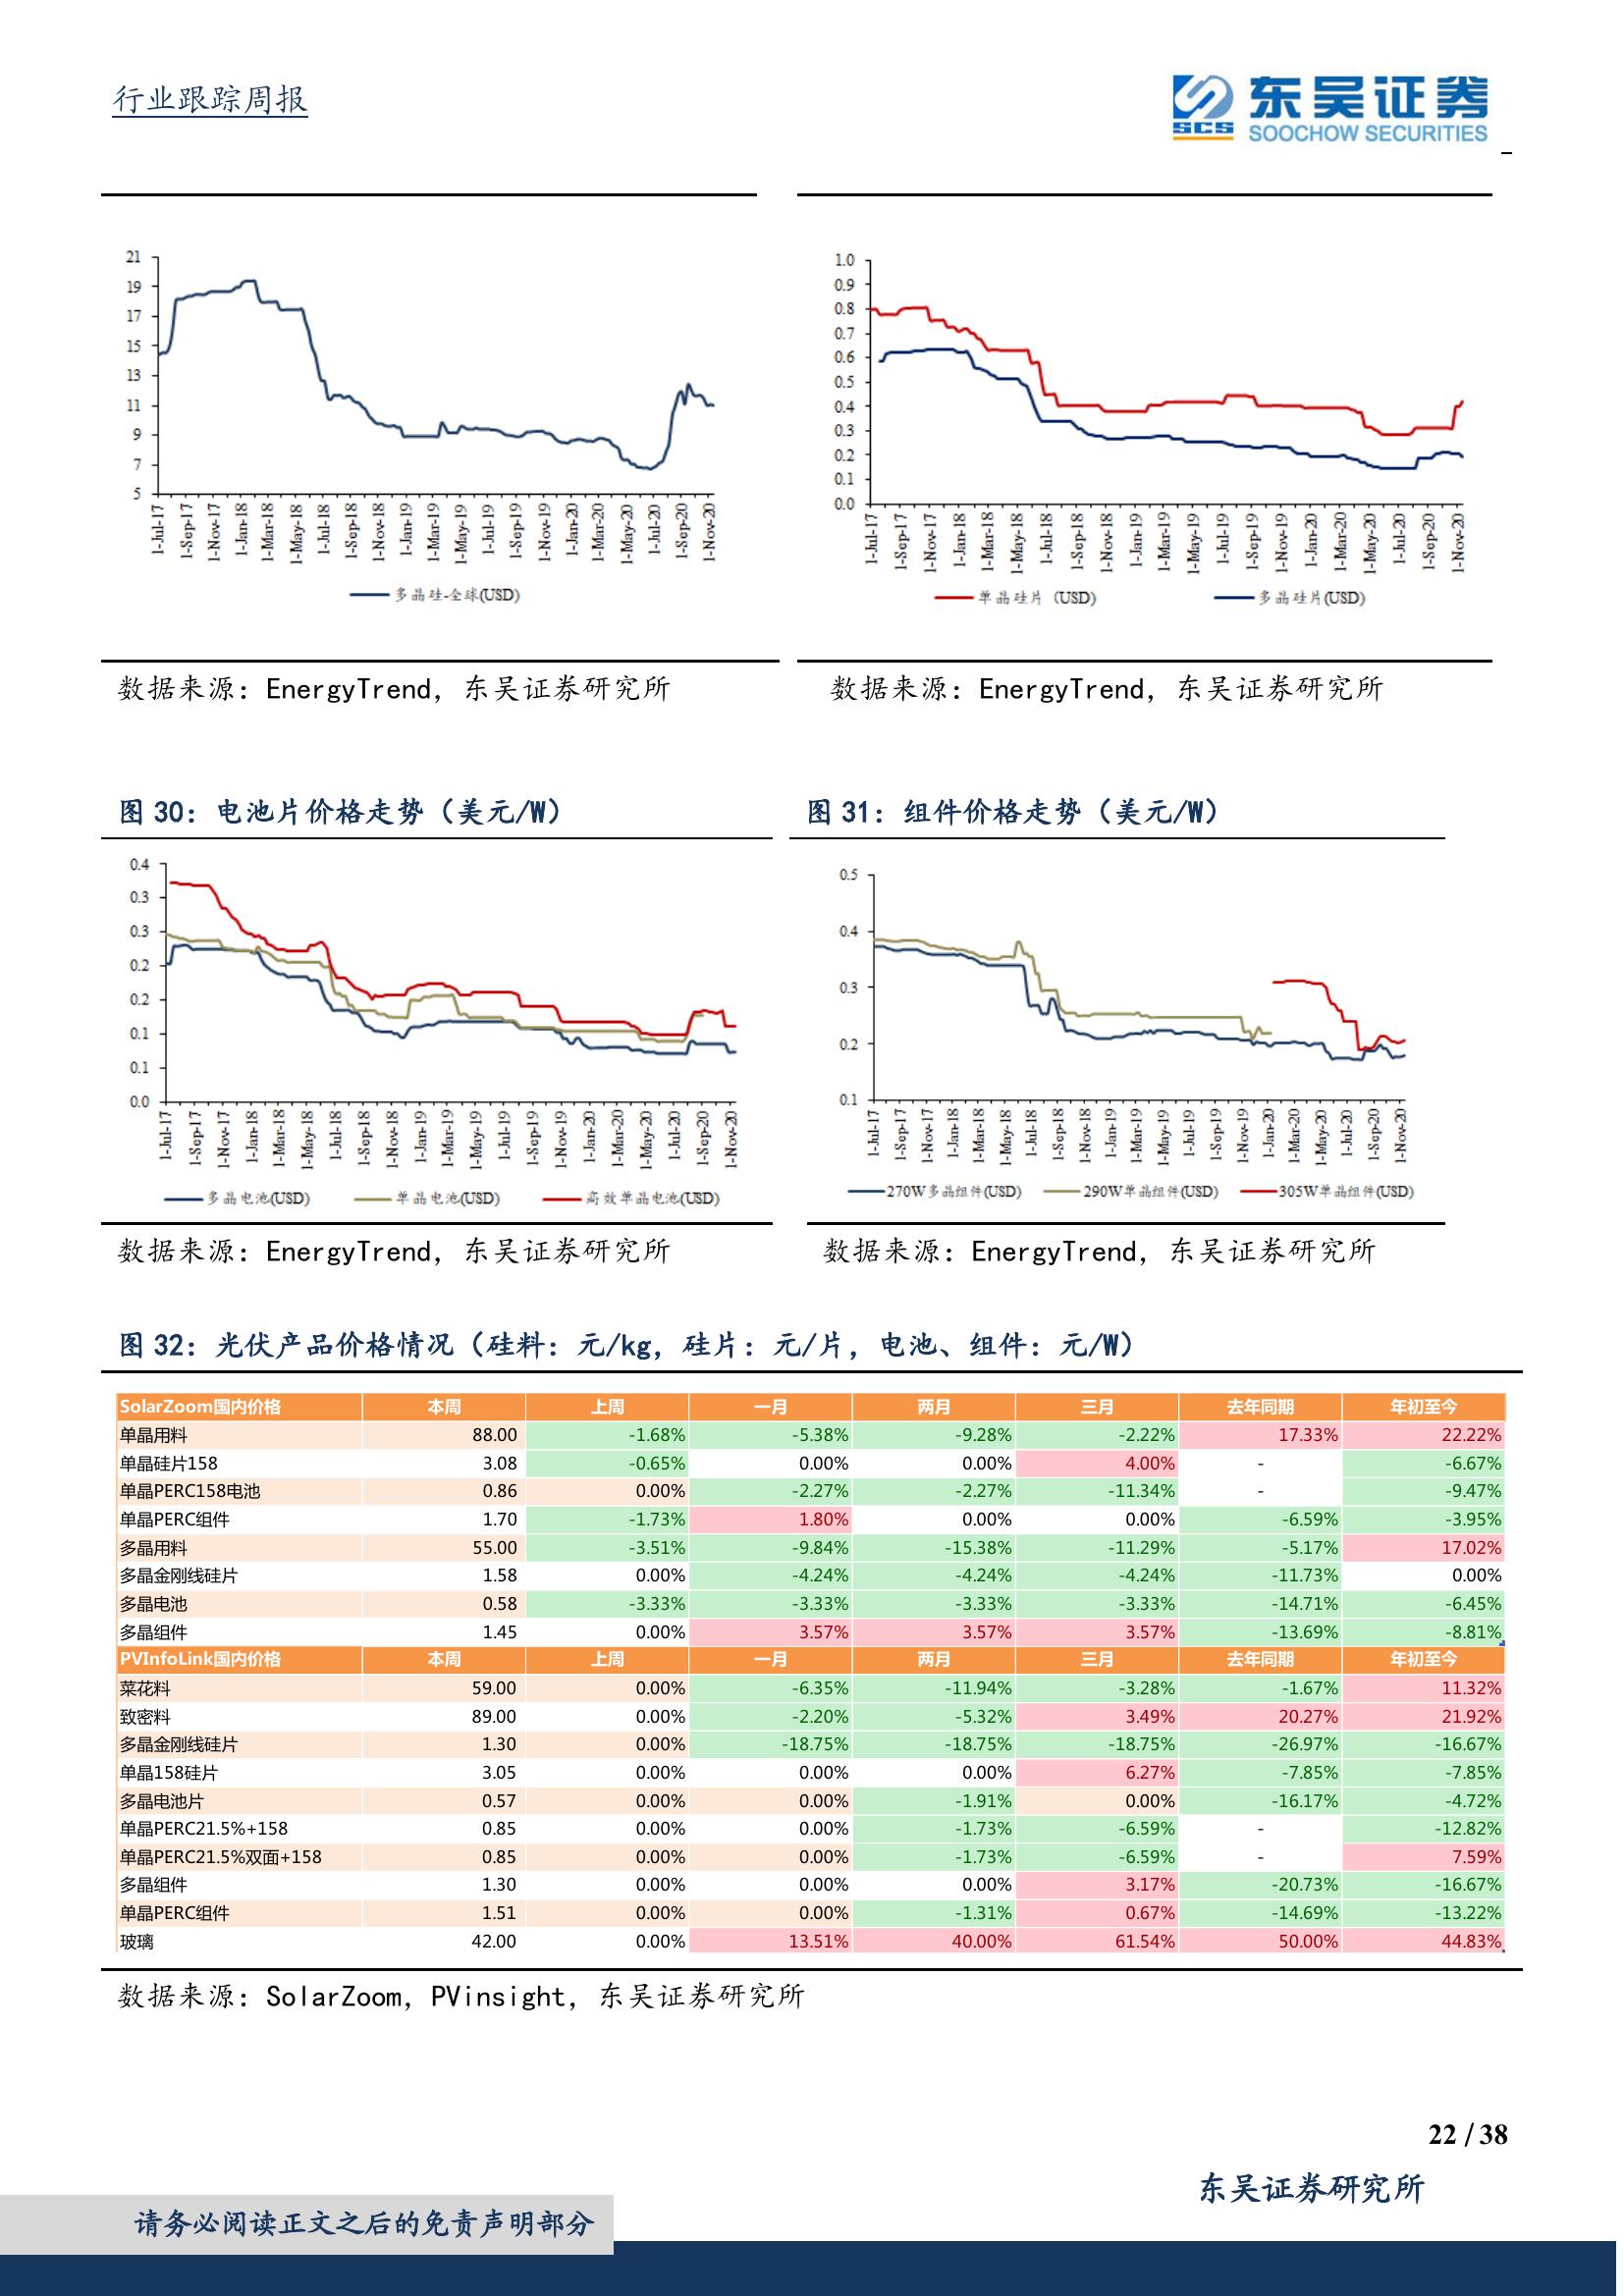 行业跟踪周报
东吴证券
SCS
SOOCHOW SECURITIES
21
19
17
15
13
11
9
7
5
1-Jul-17 1-Sep-17 1-Nov-17 1-Jan-18 1-Mar-18 1-May-18 1-Jul-18 1-Sep-18 1-Nov-18 1-Jan-19 1-Mar-19 1-May-19 1-Jul-19 1-Sep-19 1-Nov-19 1-Jan-20 1-Mar-20 1-May-20 1-Jul-20 1-Sep-20 1-Nov-20
多晶硅-全球(USD)
1.0
0.9
0.8
0.7
0.6
0.5
0.4
0.3
0.2
0.1
0.0
1-Jul-17 1-Sep-17 1-Nov-17 1-Jan-18 1-Mar-18 1-May-18 1-Jul-18 1-Sep-18 1-Nov-18 1-Jan-19 1-Mar-19 1-May-19 1-Jul-19 1-Sep-19 1-Nov-19 1-Jan-20 1-Mar-20 1-May-20 1-Jul-20 1-Sep-20 1-Nov-20
单晶硅片（USD) 多晶硅片(USD)
数据来源：EnergyTrend，东吴证券研究所
数据来源：EnergyTrend，东吴证券研究所
图 30：电池片价格走势（美元/W）
0.4
0.3
0.3
0.2
0.2
0.1
0.1
0.0
1-Jul-17 1-Sep-17 1-Nov-17 1-Jan-18 1-Mar-18 1-May-18 1-Jul-18 1-Sep-18 1-Nov-18 1-Jan-19 1-Mar-19 1-May-19 1-Jul-19 1-Sep-19 1-Nov-19 1-Jan-20 1-Mar-20 1-May-20 1-Jul-20 1-Sep-20 1-Nov-20
多晶电池(USD) 单晶电池(USD) 高效单晶电池(USD)
数据来源：EnergyTrend，东吴证券研究所
图 31：组件价格走势（美元/W）
0.5
0.4
0.3
0.2
0.1
1-Jul-17 1-Sep-17 1-Nov-17 1-Jan-18 1-Mar-18 1-May-18 1-Jul-18 1-Sep-18 1-Nov-18 1-Jan-19 1-Mar-19 1-May-19 1-Jul-19 1-Sep-19 1-Nov-19 1-Jan-20 1-Mar-20 1-May-20 1-Jul-20 1-Sep-20 1-Nov-20
270W多晶组件(USD) 290W单晶组件(USD) 305W单晶组件(USD)
数据来源：EnergyTrend，东吴证券研究所
图 32：光伏产品价格情况（硅料：元/kg，硅片：元/片，电池、组件：元/W）
SolarZoom国内价格 本周 上周 一月 两月 三月 去年同期 年初至今
单晶用料 88.00 -1.68% -5.38% -9.28% -2.22% 17.33% 22.22%
单晶硅片158 3.08 -0.65% 0.00% 0.00% 4.00% - -6.67%
单晶PERC158电池 0.86 0.00% -2.27% -2.27% -11.34% - -9.47%
单晶PERC组件 1.70 -1.73% 1.80% 0.00% 0.00% -6.59% -3.95%
多晶用料 55.00 -3.51% -9.84% -15.38% -11.29% -5.17% 17.02%
多晶金刚线硅片 1.58 0.00% -4.24% -4.24% -4.24% -11.73% 0.00%
多晶电池 0.58 -3.33% -3.33% -3.33% -3.33% -14.71% -6.45%
多晶组件 1.45 0.00% 3.57% 3.57% 3.57% -13.69% -8.81%
PVInfoLink国内价格 本周 上周 一月 两月 三月 去年同期 年初至今
菜花料 59.00 0.00% -6.35% -11.94% -3.28% -1.67% 11.32%
致密料 89.00 0.00% -2.20% -5.32% 3.49% 20.27% 21.92%
多晶金刚线硅片 1.30 0.00% -18.75% -18.75% -18.75% -26.97% -16.67%
单晶158硅片 3.05 0.00% 0.00% 0.00% 6.27% -7.85% -7.85%
多晶电池片 0.57 0.00% 0.00% -1.91% 0.00% -16.17% -4.72%
单晶PERC21.5%+158 0.85 0.00% 0.00% -1.73% -6.59% - -12.82%
单晶PERC21.5%双面+158 0.85 0.00% 0.00% -1.73% -6.59% - 7.59%
多晶组件 1.30 0.00% 0.00% 0.00% 3.17% -20.73% -16.67%
单晶PERC组件 1.51 0.00% 0.00% -1.31% 0.67% -14.69% -13.22%
玻璃 42.00 0.00% 13.51% 40.00% 61.54% 50.00% 44.83%
数据来源：SolarZoom，PVinsight，东吴证券研究所
22 / 38
东吴证券研究所
请务必阅读正文之后的免责声明部分